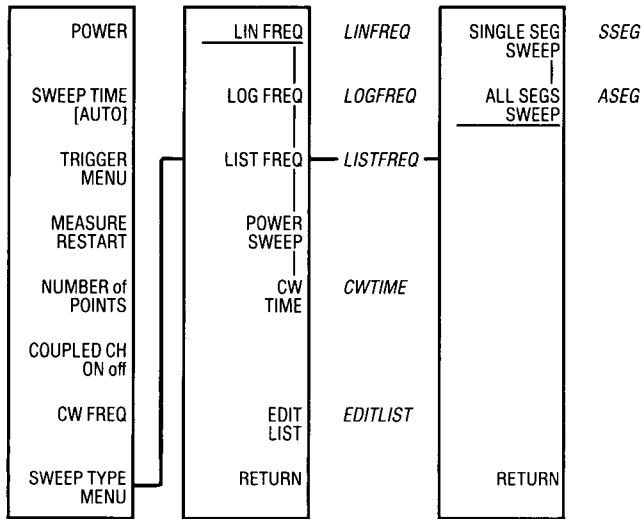 POWER
SWEEP TIME
[AUTO]
TRIGGER
MENU
MEASURE
RESTART
NUMBER of
POINTS
COUPLED CH
ON off
CW FREQ
SWEEP TYPE
MENU
LIN FREQ
LOG FREQ
LIST FREQ
POWER
SWEEP
CW
TIME
EDIT
LIST
RETURN
LINFREQ
LOGFREQ
LISTFREQ
CWTIME
EDITLIST
SINGLE SEG
SWEEP
ALL SEGS
SWEEP
RETURN
SSEG
ASEG